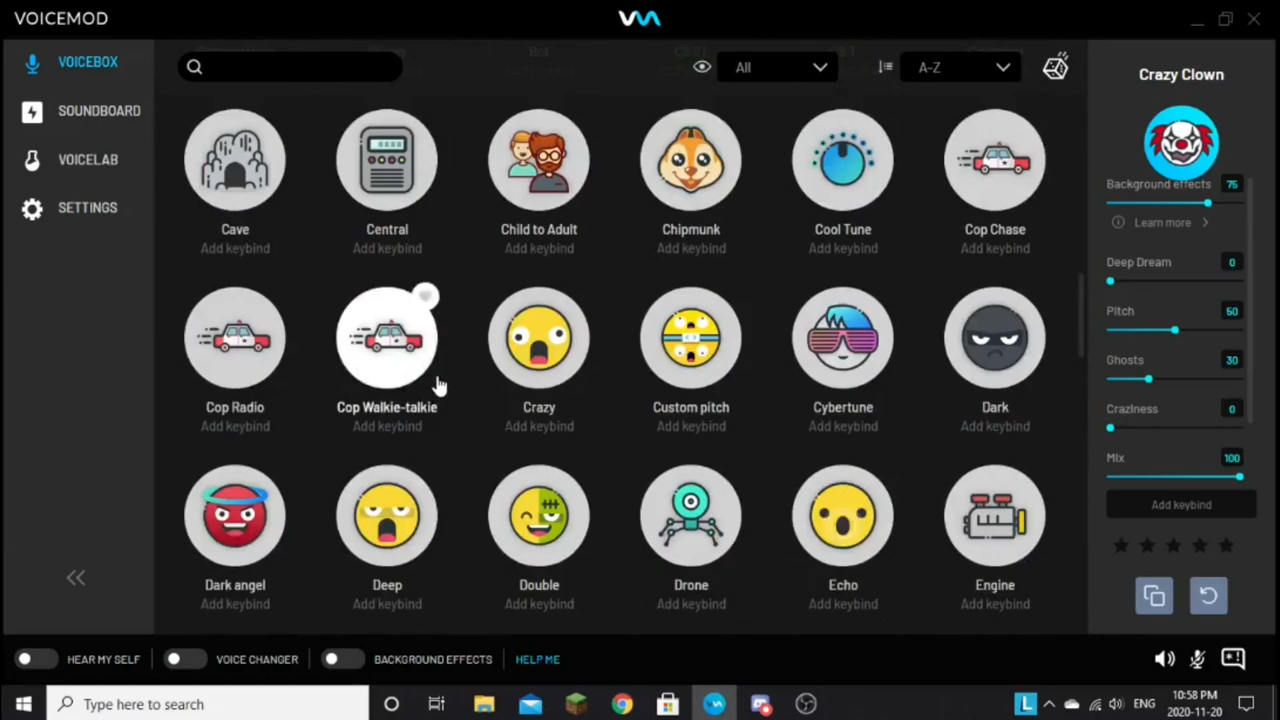 VOICEMOD
VOICEBOX
SOUNDBOARD
VOICELAB
SETTINGS
All
A-Z
Cave
Add keybind
Central
Add keybind
Child to Adult
Add keybind
Chipmunk
Add keybind
Cool Tune
Add keybind
Cop Chase
Add keybind
Cop Radio
Add keybind
Cop Walkie-talkie
Add keybind
Crazy
Add keybind
Custom pitch
Add keybind
Cybertune
Add keybind
Dark
Add keybind
Dark angel
Add keybind
Deep
Add keybind
Double
Add keybind
Drone
Add keybind
Echo
Add keybind
Engine
Add keybind
Crazy Clown
Background effects 75
Learn more
Deep Dream 0
Pitch 50
Ghosts 30
Craziness 0
Mix 100
Add keybind
HEAR MY SELF
VOICE CHANGER
BACKGROUND EFFECTS
HELP ME
Type here to search
L
ENG
10:58 PM
2020-11-20